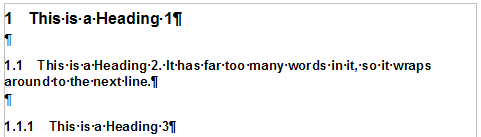 1 This·is·a·Heading·1¶
¶
1.1 This·is·a·Heading·2.·It·has·far·too·many·words·in·it,·so·it·wraps
around·to·the·next·line.¶
¶
1.1.1 This·is·a·Heading·3¶